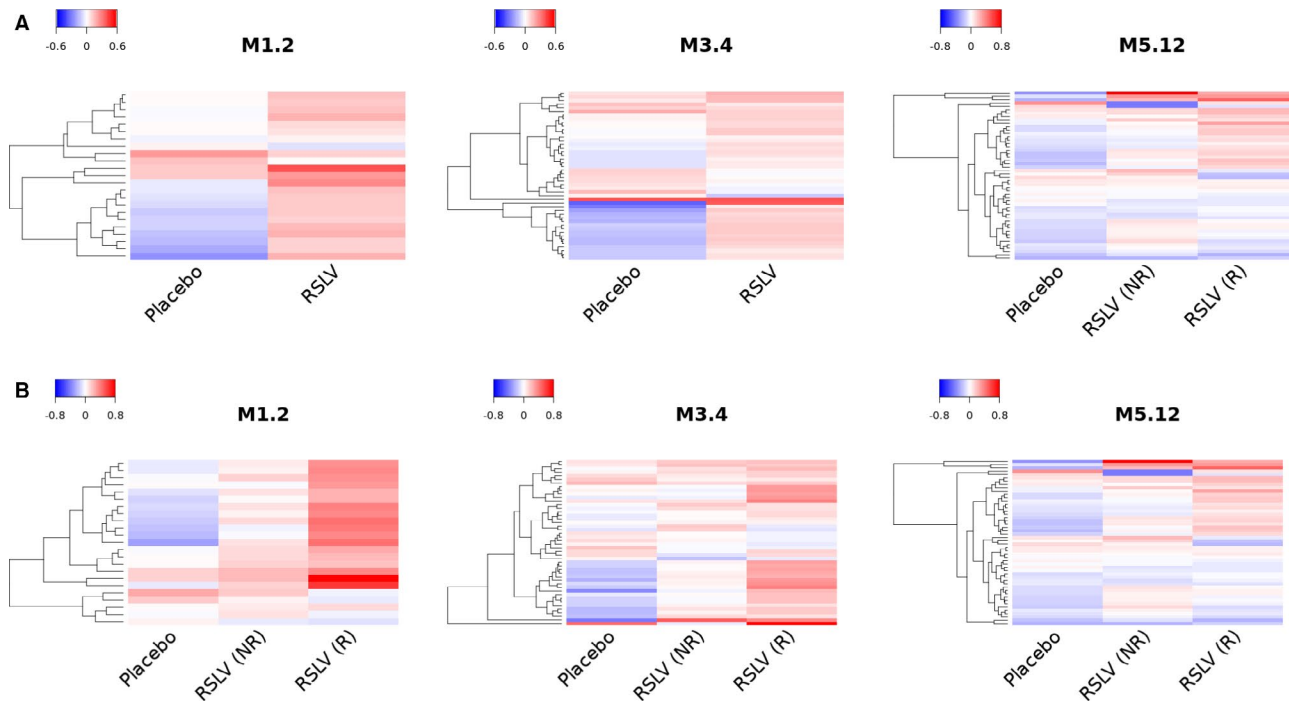 A
-0.6 0 0.6
M1.2
Placebo
RSLV
-0.6 0 0.6
M3.4
Placebo
RSLV
-0.8 0 0.8
M5.12
Placebo
RSLV (NR)
RSLV (R)
B
-0.8 0 0.8
M1.2
Placebo
RSLV (NR)
RSLV (R)
-0.8 0 0.8
M3.4
Placebo
RSLV (NR)
RSLV (R)
-0.8 0 0.8
M5.12
Placebo
RSLV (NR)
RSLV (R)